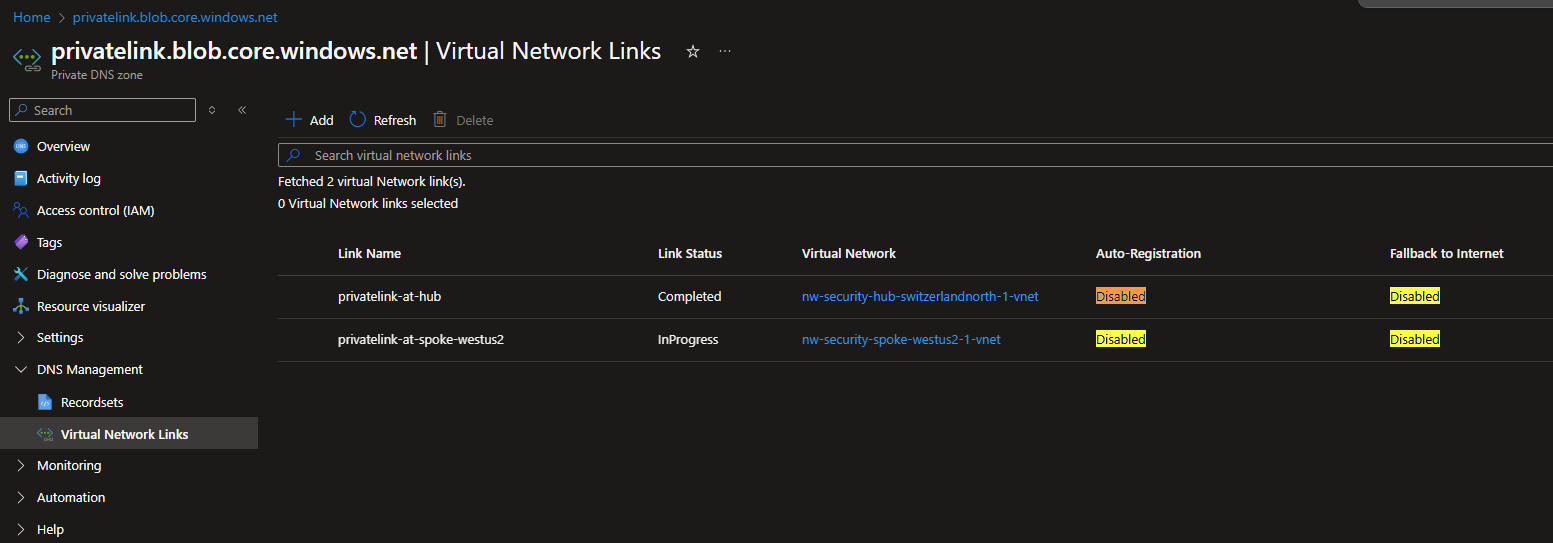 Home > privatelink.blob.core.windows.net
privatelink.blob.core.windows.net | Virtual Network Links
Private DNS zone
Search
Add Refresh Delete
Search virtual network links
Fetched 2 virtual Network link(s).
0 Virtual Network links selected
Overview
Activity log
Access control (IAM)
Tags
Diagnose and solve problems
Resource visualizer
Settings
DNS Management
Recordsets
Virtual Network Links
Monitoring
Automation
Help
Link Name Link Status Virtual Network Auto-Registration Fallback to Internet
privatelink-at-hub Completed nw-security-hub-switzerlandnorth-1-vnet Disabled Disabled
privatelink-at-spoke-westus2 InProgress nw-security-spoke-westus2-1-vnet Disabled Disabled